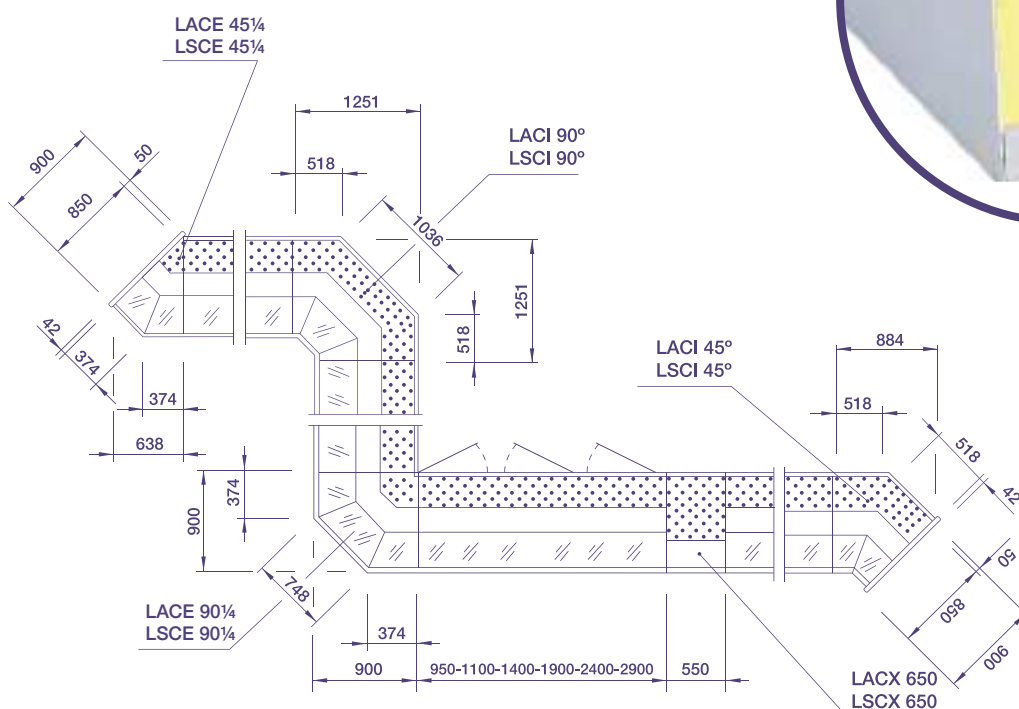 LACE 45¼
LSCE 45¼
1251
LACI 90º
LSCI 90º
518
900
50
850
1036
1251
518
42
374
374
638
LACI 45º
LSCI 45º
884
518
518
42
374
900
748
50
850
900
LACE 90¼
LSCE 90¼
374
900
950-1100-1400-1900-2400-2900
550
LACX 650
LSCX 650